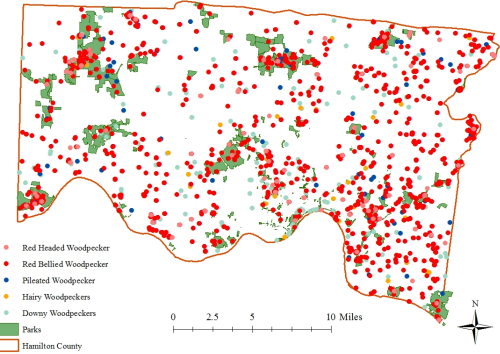 Red Headed Woodpecker
Red Bellied Woodpecker
Pileated Woodpecker
Hairy Woodpeckers
Downy Woodpeckers
Parks
Hamilton County
0 2.5 5 10 Miles
N